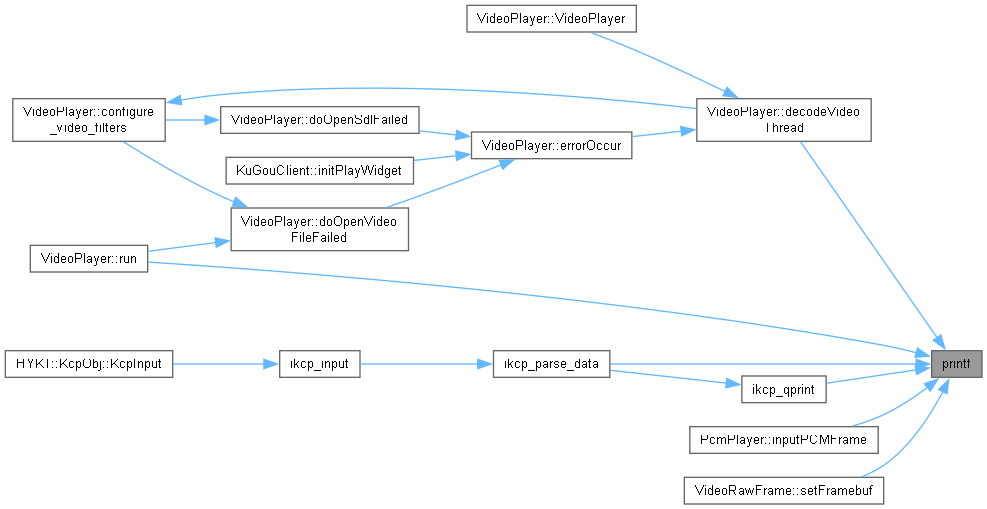 VideoPlayer::VideoPlayer
VideoPlayer::configure
_video_filters
VideoPlayer::doOpenSdlFailed
VideoPlayer::decodeVideo
Thread
VideoPlayer::errorOccur
KuGouClient::initPlayWidget
VideoPlayer::doOpenVideo
FileFailed
VideoPlayer::run
HYKT::KcpObj::KcpInput
ikcp_input
ikcp_parse_data
printf
ikcp_qprint
PcmPlayer::inputPCMFrame
VideoRawFrame::setFramebuf